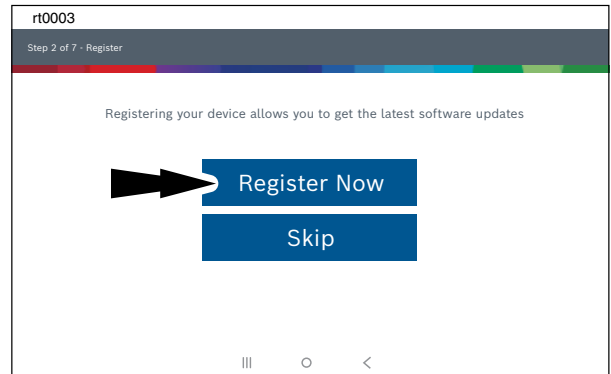 rt0003
Step 2 of 7 - Register
Registering your device allows you to get the latest software updates
Register Now
Skip